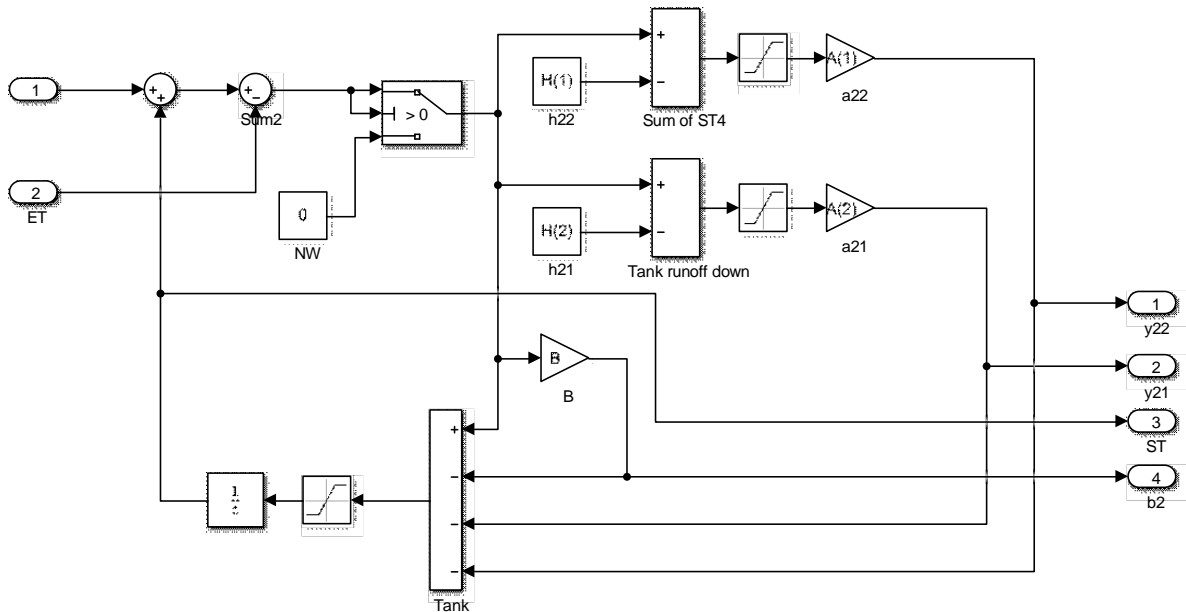 1
+
+
+
−
Sum2
2
ET
> 0
0
NW
H(1)
h22
+
−
Sum of ST4
A(1)
a22
H(2)
h21
+
−
Tank runoff down
A(2)
a21
1
y22
2
y21
3
ST
4
b2
B
B
+
−
−
−
Tank
1